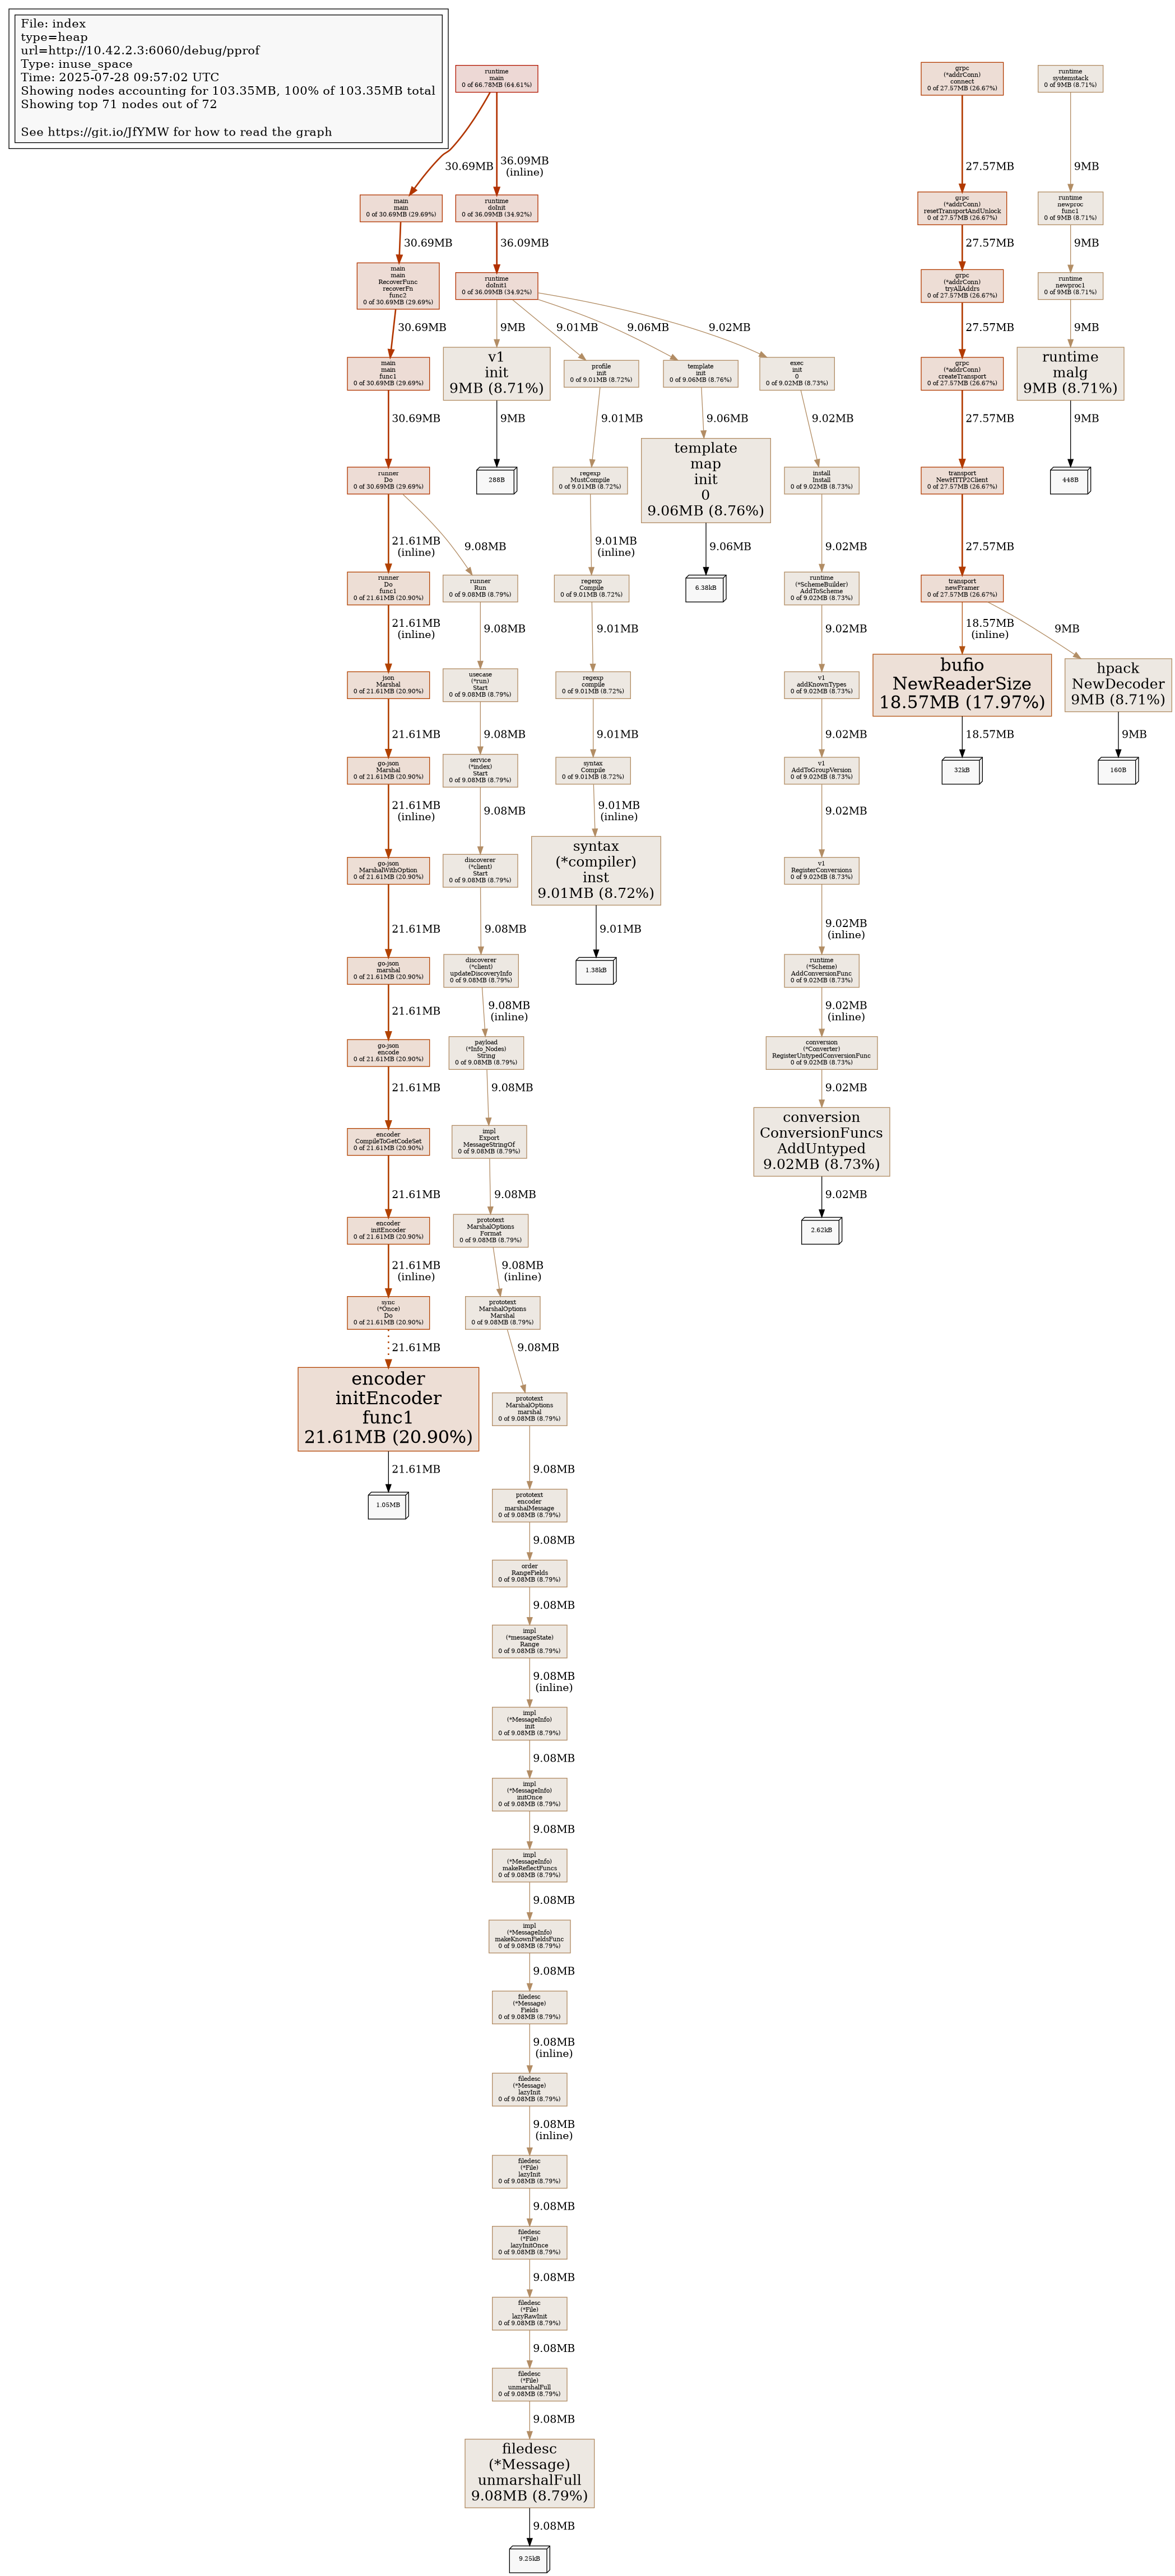 File: index
type=heap
url=http://10.42.2.3:6060/debug/pprof
Type: inuse_space
Time: 2025-07-28 09:57:02 UTC
Showing nodes accounting for 103.35MB, 100% of 103.35MB total
Showing top 71 nodes out of 72
See https://git.io/JfYMW for how to read the graph
runtime
main
0 of 66.78MB (64.61%)
30.69MB
36.09MB
(inline)
main
main
0 of 30.69MB (29.69%)
30.69MB
main
main
RecoverFunc
recoverFn
func2
0 of 30.69MB (29.69%)
30.69MB
main
main
func1
0 of 30.69MB (29.69%)
30.69MB
runner
Do
0 of 30.69MB (29.69%)
21.61MB
(inline)
9.08MB
runner
Do
func1
0 of 21.61MB (20.90%)
21.61MB
(inline)
json
Marshal
0 of 21.61MB (20.90%)
21.61MB
go-json
Marshal
0 of 21.61MB (20.90%)
21.61MB
(inline)
go-json
MarshalWithOption
0 of 21.61MB (20.90%)
21.61MB
go-json
marshal
0 of 21.61MB (20.90%)
21.61MB
go-json
encode
0 of 21.61MB (20.90%)
21.61MB
encoder
CompileToGetCodeSet
0 of 21.61MB (20.90%)
21.61MB
encoder
initEncoder
0 of 21.61MB (20.90%)
21.61MB
(inline)
sync
(*Once)
Do
0 of 21.61MB (20.90%)
21.61MB
encoder
initEncoder
func1
21.61MB (20.90%)
21.61MB
1.05MB
runner
Run
0 of 9.08MB (8.79%)
9.08MB
usecase
(*run)
Start
0 of 9.08MB (8.79%)
9.08MB
service
(*index)
Start
0 of 9.08MB (8.79%)
9.08MB
discoverer
(*client)
Start
0 of 9.08MB (8.79%)
9.08MB
discoverer
(*client)
updateDiscoveryInfo
0 of 9.08MB (8.79%)
9.08MB
(inline)
payload
(*Info_Nodes)
String
0 of 9.08MB (8.79%)
9.08MB
impl
Export
MessageStringOf
0 of 9.08MB (8.79%)
9.08MB
prototext
MarshalOptions
Format
0 of 9.08MB (8.79%)
9.08MB
(inline)
prototext
MarshalOptions
Marshal
0 of 9.08MB (8.79%)
9.08MB
prototext
MarshalOptions
marshal
0 of 9.08MB (8.79%)
9.08MB
prototext
encoder
marshalMessage
0 of 9.08MB (8.79%)
9.08MB
order
RangeFields
0 of 9.08MB (8.79%)
9.08MB
impl
(*messageState)
Range
0 of 9.08MB (8.79%)
9.08MB
(inline)
impl
(*MessageInfo)
init
0 of 9.08MB (8.79%)
9.08MB
impl
(*MessageInfo)
initOnce
0 of 9.08MB (8.79%)
9.08MB
impl
(*MessageInfo)
makeReflectFuncs
0 of 9.08MB (8.79%)
9.08MB
impl
(*MessageInfo)
makeKnownFieldsFunc
0 of 9.08MB (8.79%)
9.08MB
filedesc
(*Message)
Fields
0 of 9.08MB (8.79%)
9.08MB
(inline)
filedesc
(*Message)
lazyInit
0 of 9.08MB (8.79%)
9.08MB
(inline)
filedesc
(*File)
lazyInit
0 of 9.08MB (8.79%)
9.08MB
filedesc
(*File)
lazyInitOnce
0 of 9.08MB (8.79%)
9.08MB
filedesc
(*File)
lazyRawInit
0 of 9.08MB (8.79%)
9.08MB
filedesc
(*File)
unmarshalFull
0 of 9.08MB (8.79%)
9.08MB
filedesc
(*Message)
unmarshalFull
9.08MB (8.79%)
9.08MB
9.25kB
runtime
doInit
0 of 36.09MB (34.92%)
36.09MB
runtime
doInit1
0 of 36.09MB (34.92%)
9MB
9.01MB
9.06MB
9.02MB
v1
init
9MB (8.71%)
9MB
288B
profile
init
0 of 9.01MB (8.72%)
9.01MB
regexp
MustCompile
0 of 9.01MB (8.72%)
9.01MB
(inline)
regexp
Compile
0 of 9.01MB (8.72%)
9.01MB
regexp
compile
0 of 9.01MB (8.72%)
9.01MB
syntax
Compile
0 of 9.01MB (8.72%)
9.01MB
(inline)
syntax
(*compiler)
inst
9.01MB (8.72%)
9.01MB
1.38kB
template
init
0 of 9.06MB (8.76%)
9.06MB
template
map
init
0
9.06MB (8.76%)
9.06MB
6.38kB
exec
init
0
0 of 9.02MB (8.73%)
9.02MB
install
Install
0 of 9.02MB (8.73%)
9.02MB
runtime
(*SchemeBuilder)
AddToScheme
0 of 9.02MB (8.73%)
9.02MB
v1
addKnownTypes
0 of 9.02MB (8.73%)
9.02MB
v1
AddToGroupVersion
0 of 9.02MB (8.73%)
9.02MB
v1
RegisterConversions
0 of 9.02MB (8.73%)
9.02MB
(inline)
runtime
(*Scheme)
AddConversionFunc
0 of 9.02MB (8.73%)
9.02MB
(inline)
conversion
(*Converter)
RegisterUntypedConversionFunc
0 of 9.02MB (8.73%)
9.02MB
conversion
ConversionFuncs
AddUntyped
9.02MB (8.73%)
9.02MB
2.62kB
grpc
(*addrConn)
connect
0 of 27.57MB (26.67%)
27.57MB
grpc
(*addrConn)
resetTransportAndUnlock
0 of 27.57MB (26.67%)
27.57MB
grpc
(*addrConn)
tryAllAddrs
0 of 27.57MB (26.67%)
27.57MB
grpc
(*addrConn)
createTransport
0 of 27.57MB (26.67%)
27.57MB
transport
NewHTTP2Client
0 of 27.57MB (26.67%)
27.57MB
transport
newFramer
0 of 27.57MB (26.67%)
18.57MB
(inline)
9MB
bufio
NewReaderSize
18.57MB (17.97%)
18.57MB
32kB
hpack
NewDecoder
9MB (8.71%)
9MB
160B
runtime
systemstack
0 of 9MB (8.71%)
9MB
runtime
newproc
func1
0 of 9MB (8.71%)
9MB
runtime
newproc1
0 of 9MB (8.71%)
9MB
runtime
malg
9MB (8.71%)
9MB
448B